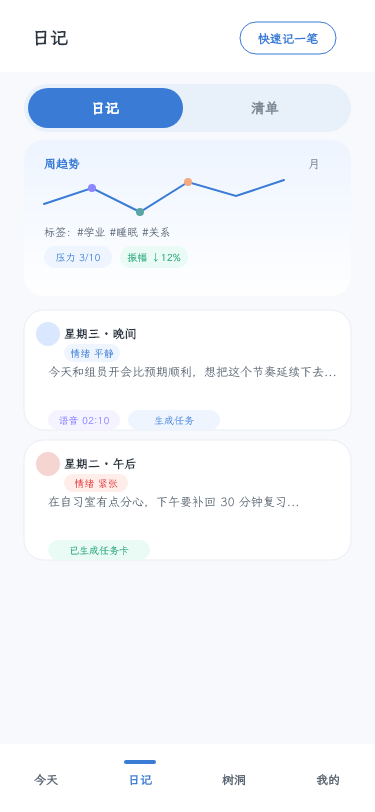 日记
快速记一笔
日记 清单
周趋势 月
标签: #学业 #睡眠 #关系
压力 3/10 振幅 ↓12%
星期三・晚间
情绪 平静
今天和组员开会比预期顺利，想把这个节奏延续下去...
语音 02:10 生成任务
星期二・午后
情绪 紧张
在自习室有点分心，下午要补回 30 分钟复习...
已生成任务卡
今天 日记 树洞 我的